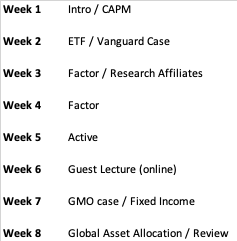 Week 1 Intro / CAPM
Week 2 ETF / Vanguard Case
Week 3 Factor / Research Affiliates
Week 4 Factor
Week 5 Active
Week 6 Guest Lecture (online)
Week 7 GMO case / Fixed Income
Week 8 Global Asset Allocation / Review